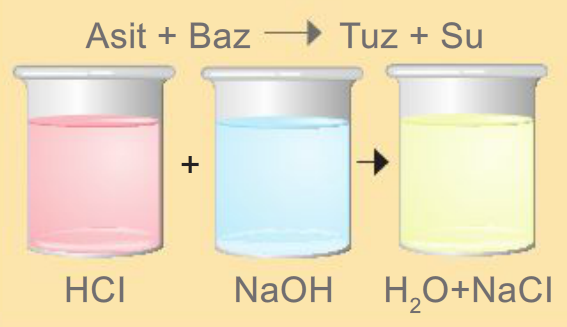 Asit + Baz → Tuz + Su
+ →
HCl NaOH H₂O+NaCl